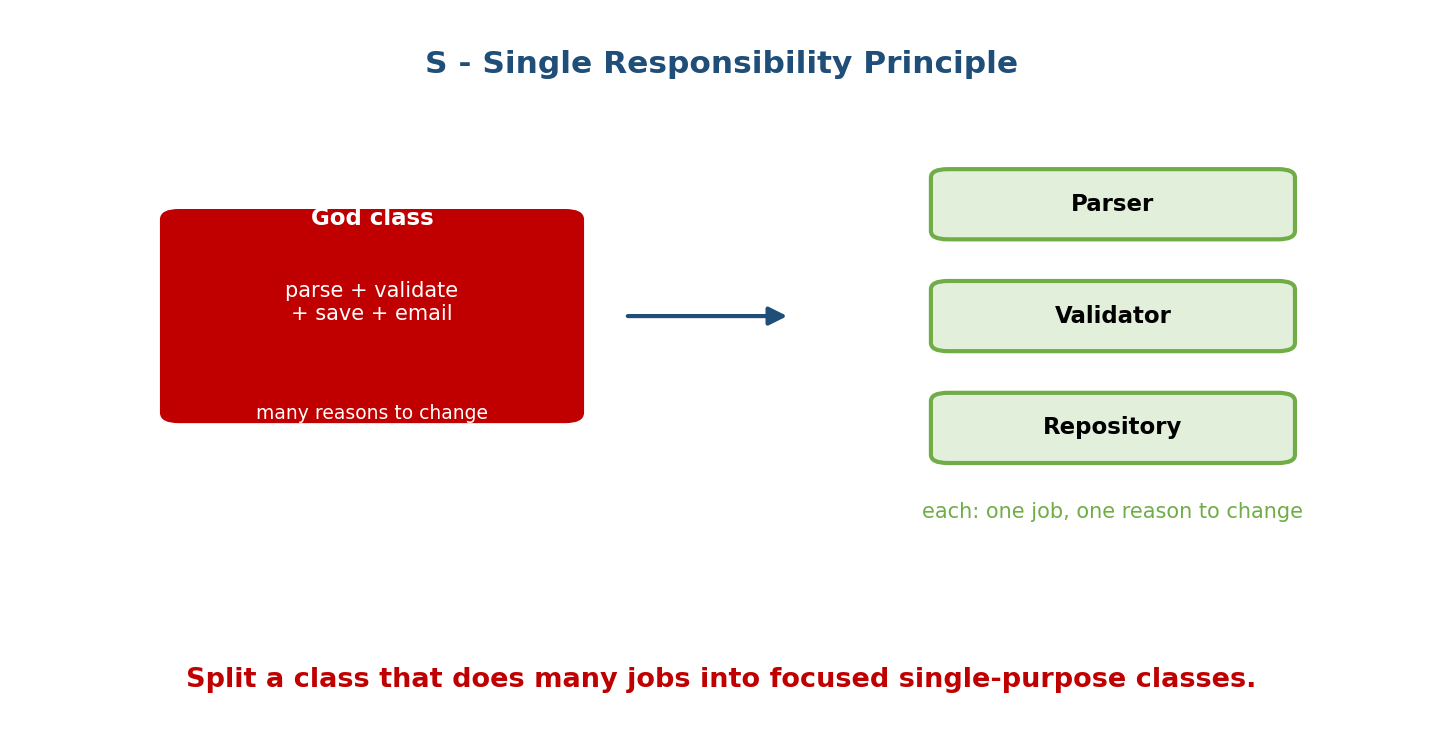 S - Single Responsibility Principle
God class
parse + validate
+ save + email
many reasons to change
Parser
Validator
Repository
each: one job, one reason to change
Split a class that does many jobs into focused single-purpose classes.